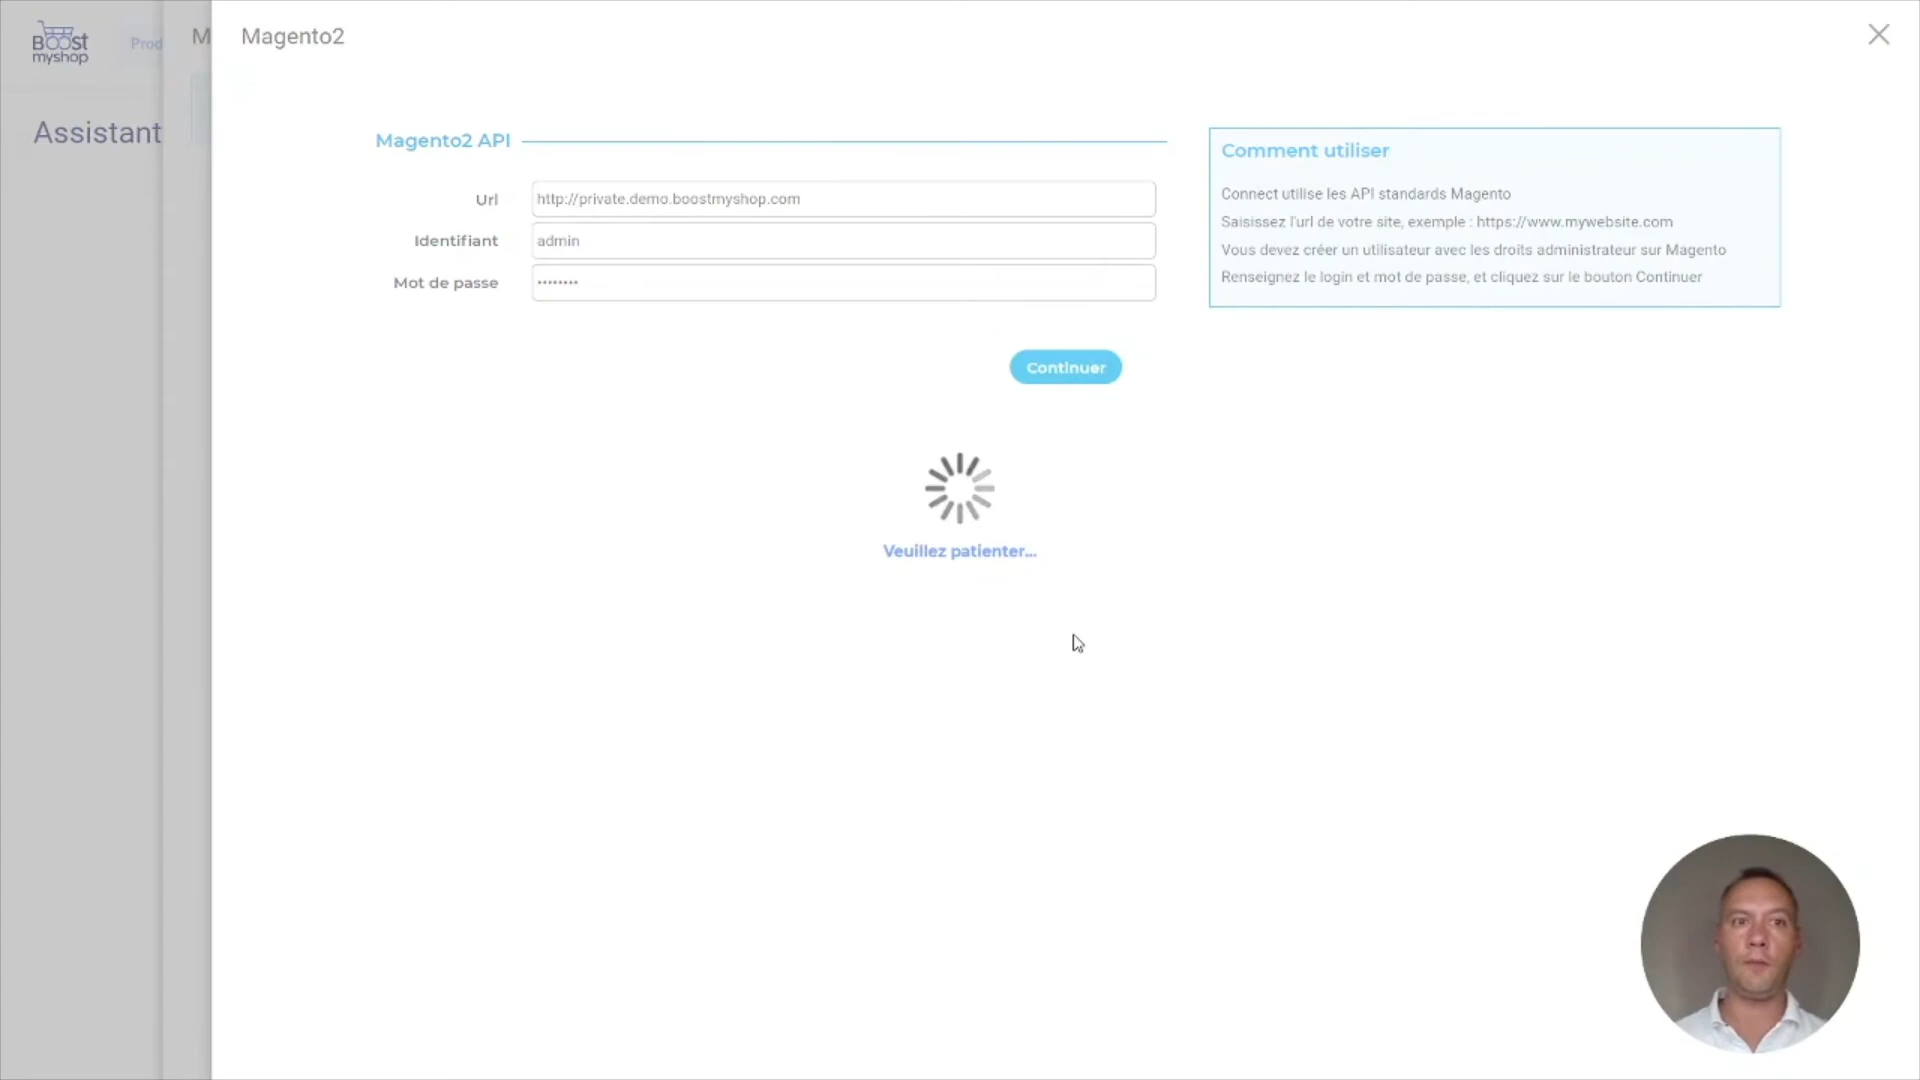 BOOST
myshop
Prod
M
Magento2
Assistant
Magento2 API
Url
http://private.demo.boostmyshop.com
Identifiant
admin
Mot de passe
••••••••
Continuer
Comment utiliser
Connect utilise les API standards Magento
Saisissez l'url de votre site, exemple : https://www.mywebsite.com
Vous devez créer un utilisateur avec les droits administrateur sur Magento
Renseignez le login et mot de passe, et cliquez sur le bouton Continuer
Veuillez patienter...